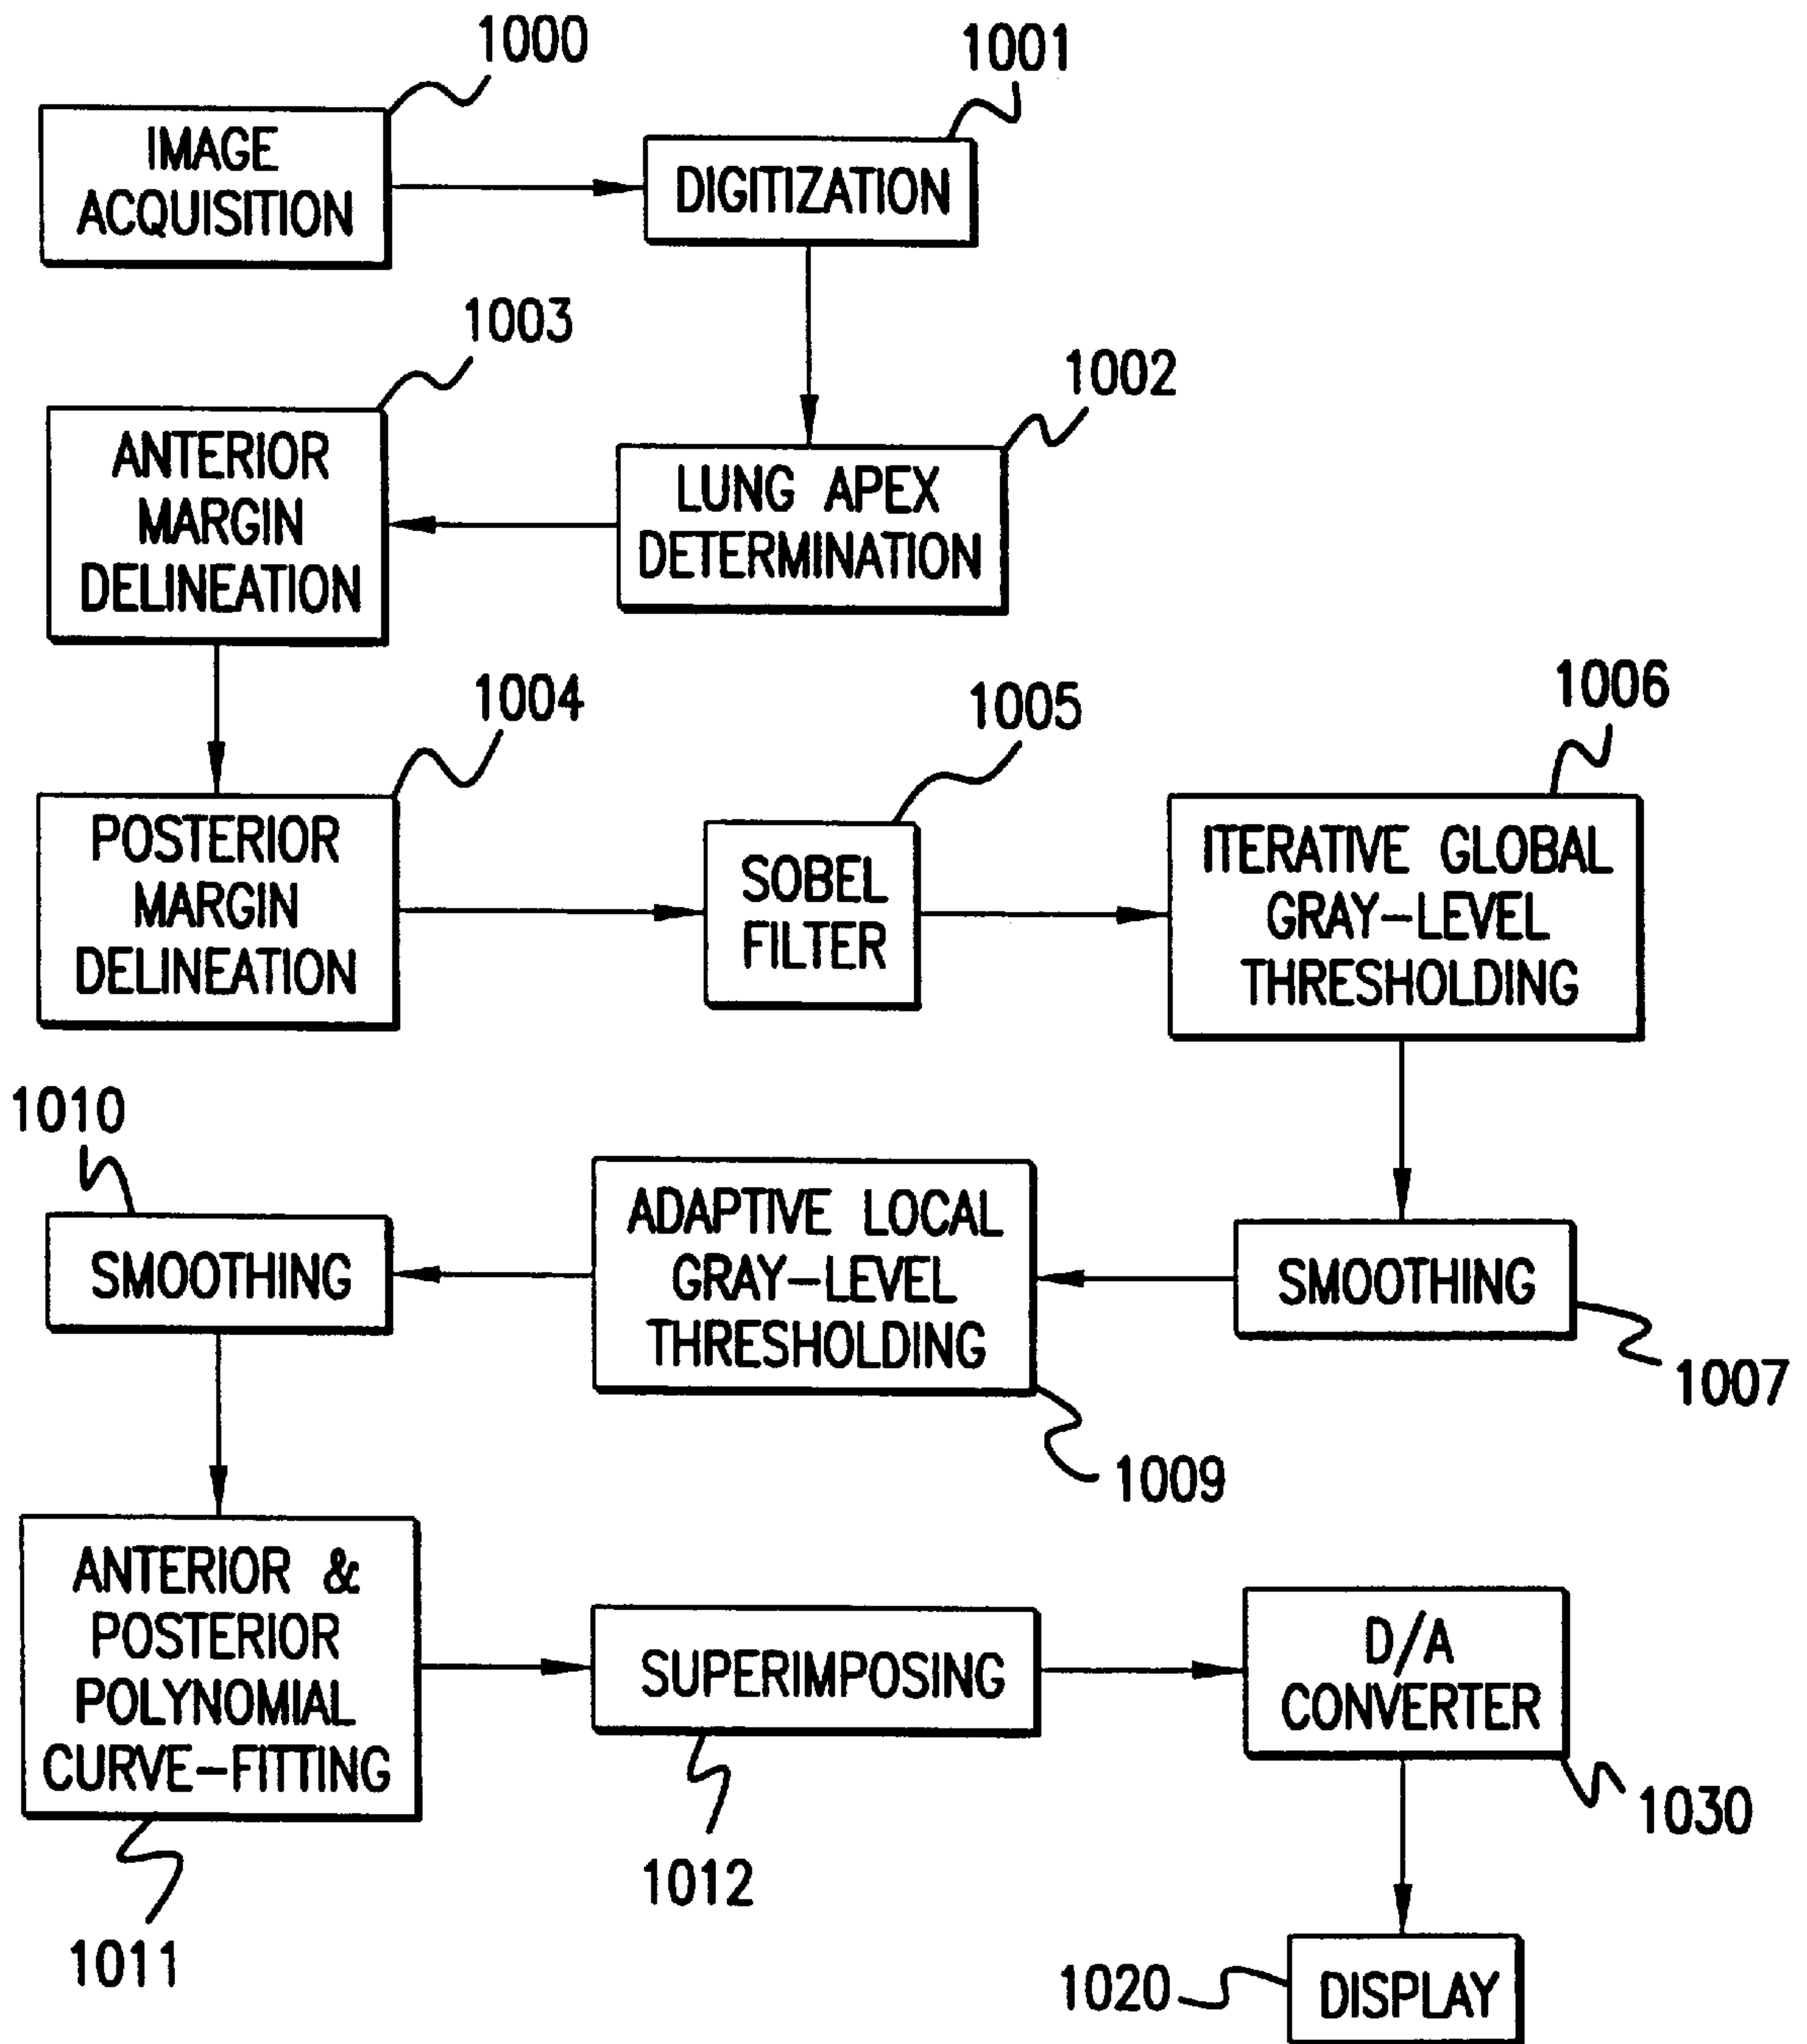 1000
IMAGE
ACQUISITION
1001
DIGITIZATION
1003
ANTERIOR
MARGIN
DELINEATION
1002
LUNG APEX
DETERMINATION
1004
POSTERIOR
MARGIN
DELINEATION
1005
SOBEL
FILTER
1006
ITERATIVE GLOBAL
GRAY-LEVEL
THRESHOLDING
1010
SMOOTHING
ADAPTIVE LOCAL
GRAY-LEVEL
THRESHOLDING
1009
SMOOTHING
1007
ANTERIOR &
POSTERIOR
POLYNOMIAL
CURVE-FITTING
1011
SUPERIMPOSING
1012
D/A
CONVERTER
1030
1020
DISPLAY